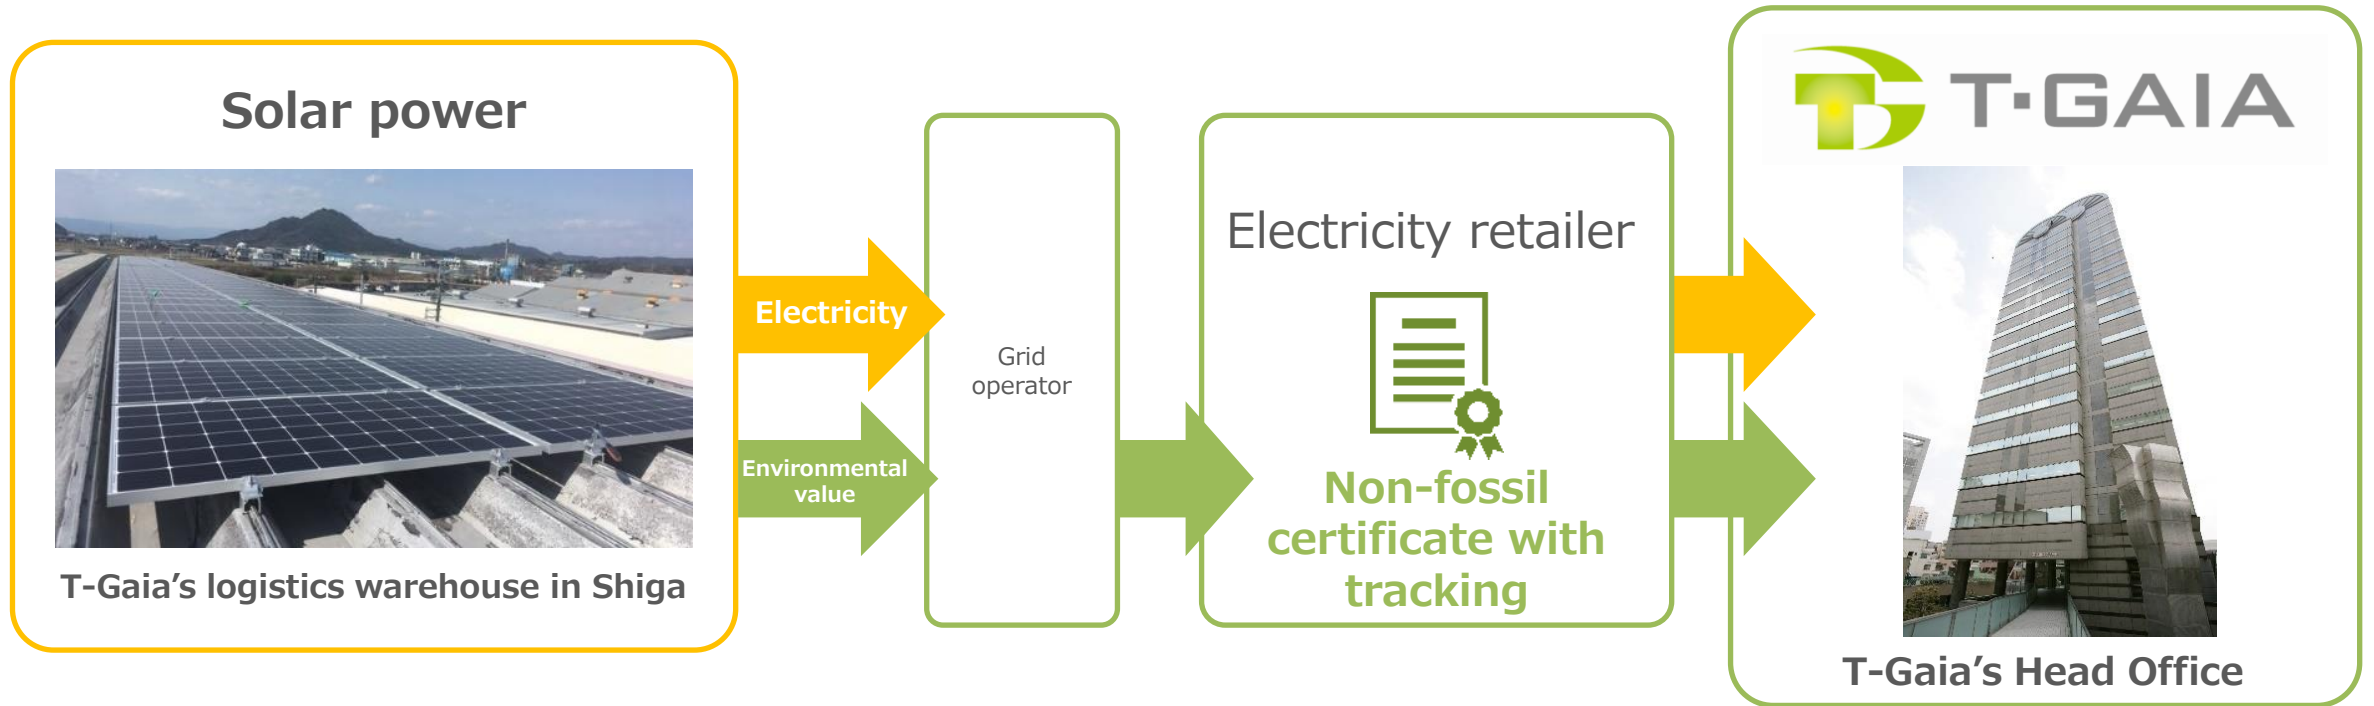 Solar power
T-Gaia’s logistics warehouse in Shiga
Electricity
Environmental
value
Grid
operator
Electricity retailer
Non-fossil
certificate with
tracking
T·GAIA
T-Gaia’s Head Office